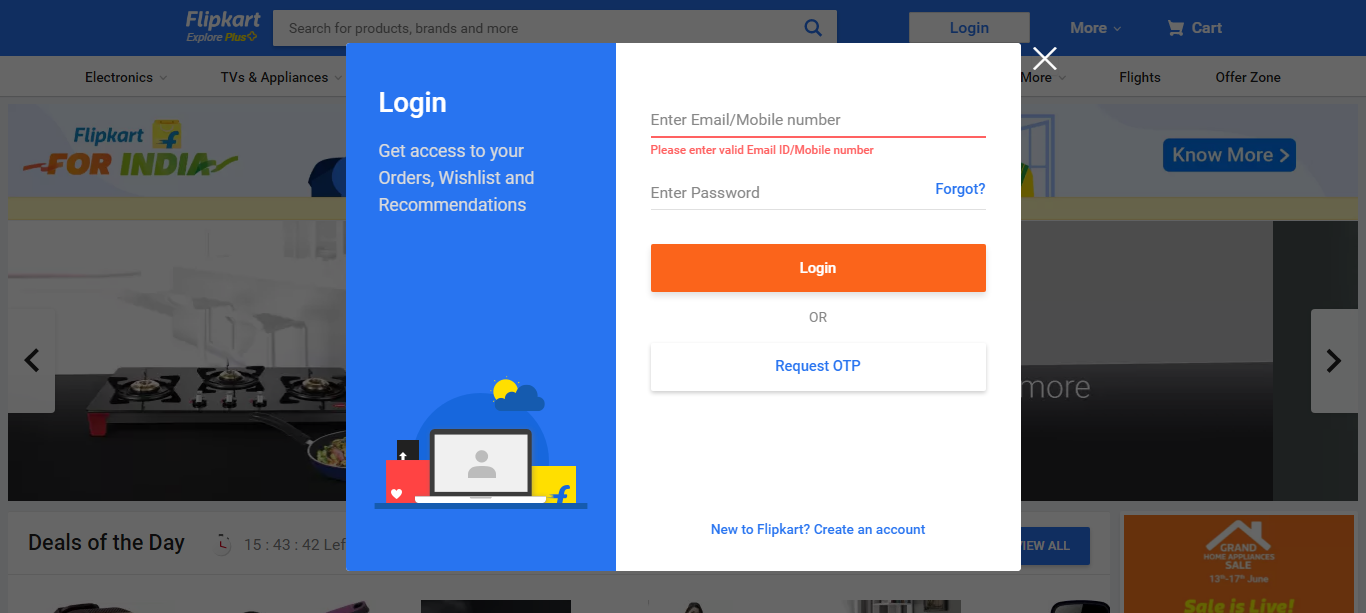 Flipkart
Explore Plus
Search for products, brands and more
Login
More
Cart
Electronics
TVs & Appliances
More
Flights
Offer Zone
Flipkart
FOR INDIA
Know More
Login
Get access to your
Orders, Wishlist and
Recommendations
Enter Email/Mobile number
Please enter valid Email ID/Mobile number
Enter Password
Forgot?
Login
OR
Request OTP
New to Flipkart? Create an account
more
Deals of the Day
15 : 43 : 42 Lef
VIEW ALL
GRAND
HOME APPLIANCES
SALE
13th-17th June
Sale is Live!